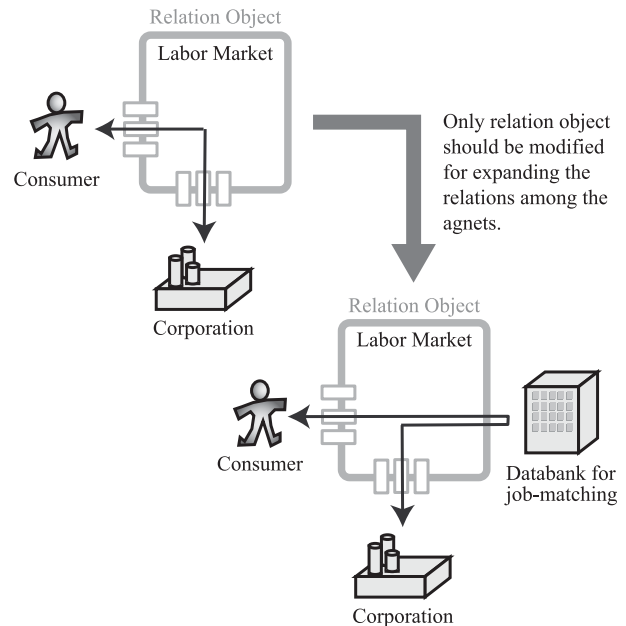 Relation Object
Labor Market
Consumer
Corporation
Only relation object
should be modified
for expanding the
relations among the
agnets.
Relation Object
Labor Market
Consumer
Databank for
job-matching
Corporation